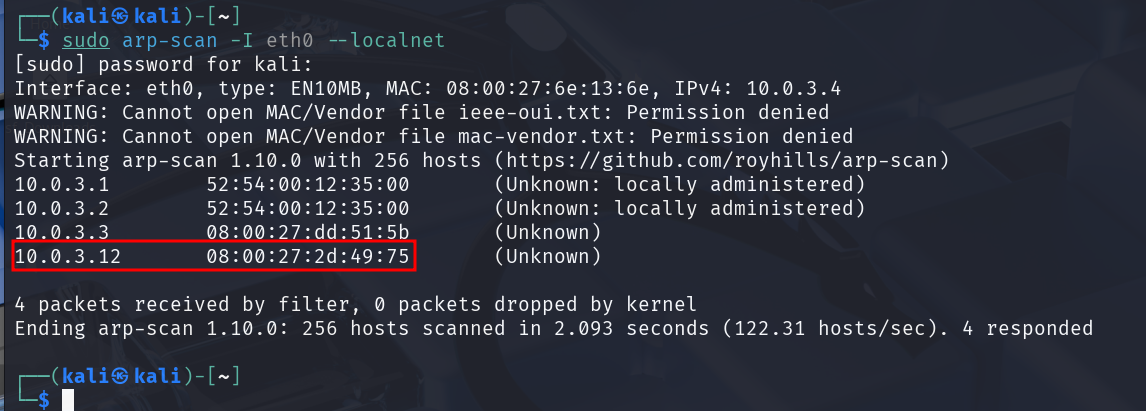 ┌──(kali㉿kali)-[~]
└─$ sudo arp-scan -I eth0 --localnet
[sudo] password for kali:
Interface: eth0, type: EN10MB, MAC: 08:00:27:6e:13:6e, IPv4: 10.0.3.4
WARNING: Cannot open MAC/Vendor file ieee-oui.txt: Permission denied
WARNING: Cannot open MAC/Vendor file mac-vendor.txt: Permission denied
Starting arp-scan 1.10.0 with 256 hosts (https://github.com/royhills/arp-scan)
10.0.3.1        52:54:00:12:35:00       (Unknown: locally administered)
10.0.3.2        52:54:00:12:35:00       (Unknown: locally administered)
10.0.3.3        08:00:27:dd:51:5b       (Unknown)
10.0.3.12       08:00:27:2d:49:75       (Unknown)
4 packets received by filter, 0 packets dropped by kernel
Ending arp-scan 1.10.0: 256 hosts scanned in 2.093 seconds (122.31 hosts/sec). 4 responded
┌──(kali㉿kali)-[~]
└─$